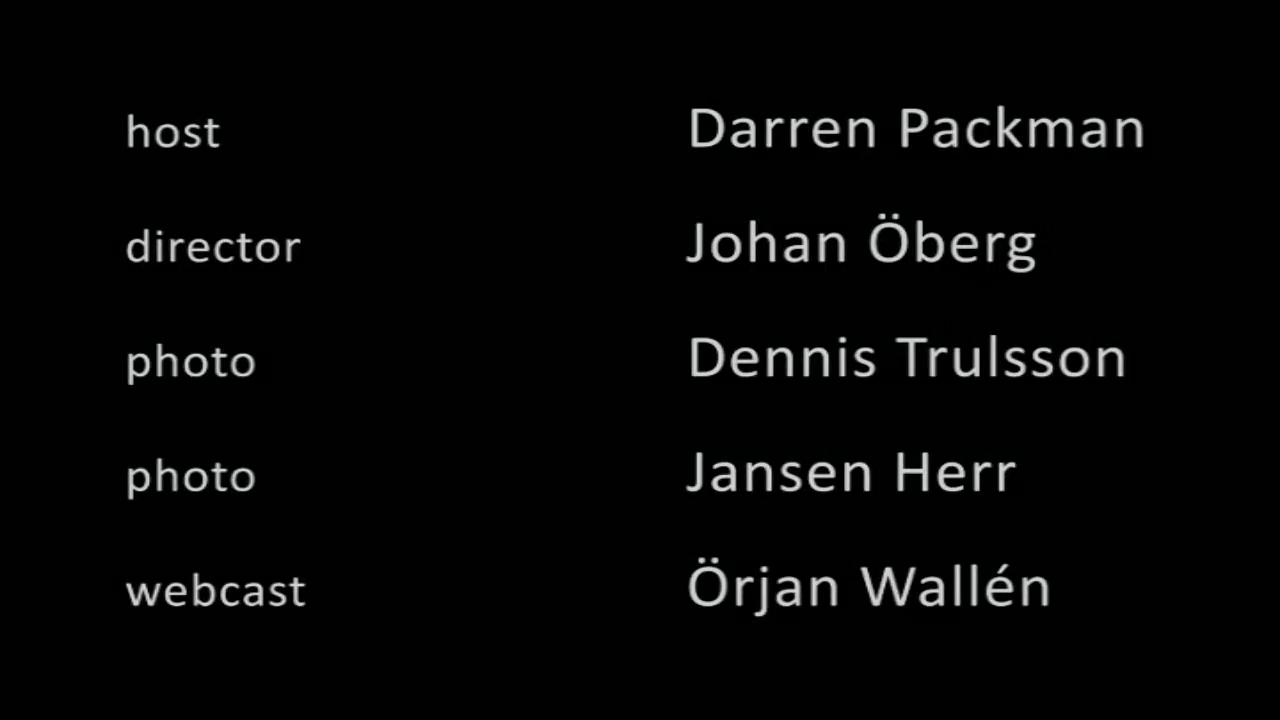 host Darren Packman
director Johan Öberg
photo Dennis Trulsson
photo Jansen Herr
webcast Örjan Wallén